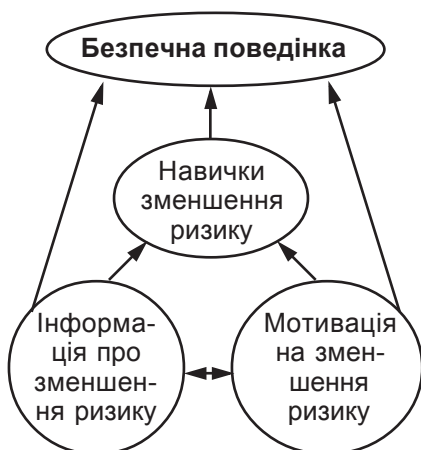 Безпечна поведінка
Навички
зменшення
ризику
Інформа-
ція про
зменшен-
ня ризику
Мотивація
на змен-
шення
ризику